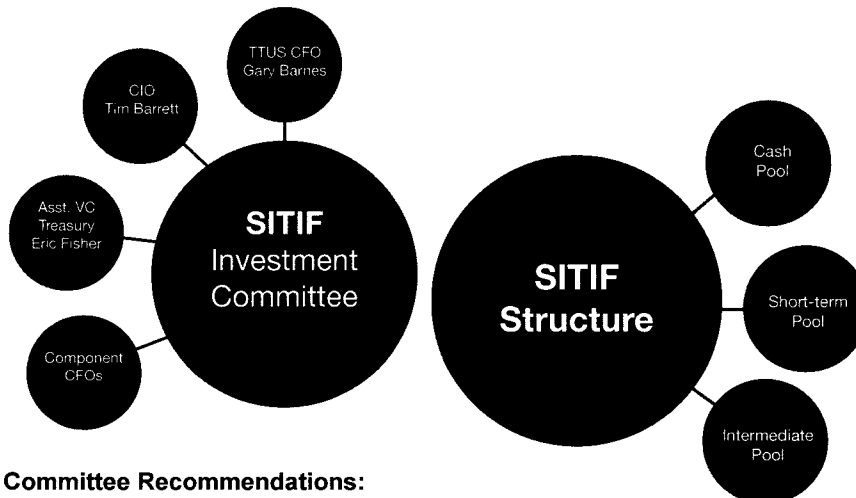 TTUS CFO
Gary Barnes
CIO
Tim Barrett
Asst. VC
Treasury
Eric Fisher
Component
CFOs
SITIF
Investment
Committee
SITIF
Structure
Cash
Pool
Short-term
Pool
Intermediate
Pool
Committee Recommendations: